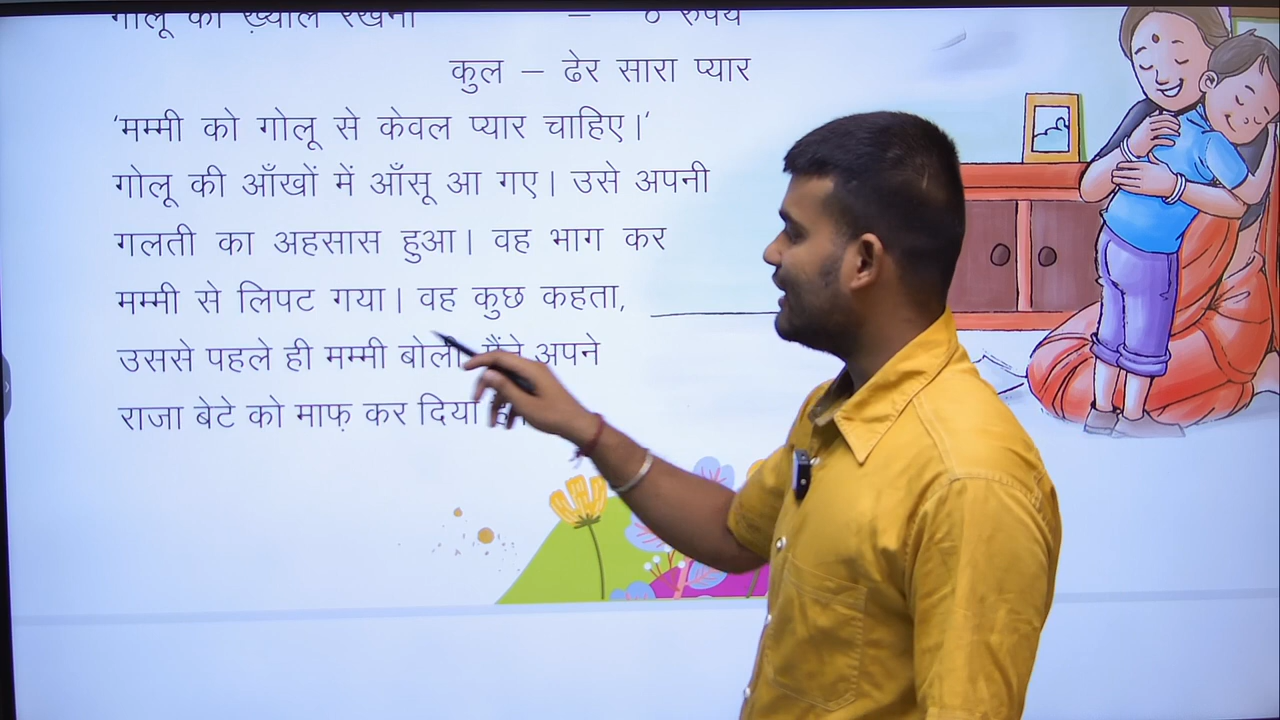 गोलू का ख़्याल रखना – ० रुपये
कुल – ढेर सारा प्यार
'मम्मी को गोलू से केवल प्यार चाहिए।'
गोलू की आँखों में आँसू आ गए। उसे अपनी
गलती का अहसास हुआ। वह भाग कर
मम्मी से लिपट गया। वह कुछ कहता,
उससे पहले ही मम्मी बोली मैंने अपने
राजा बेटे को माफ़ कर दिया